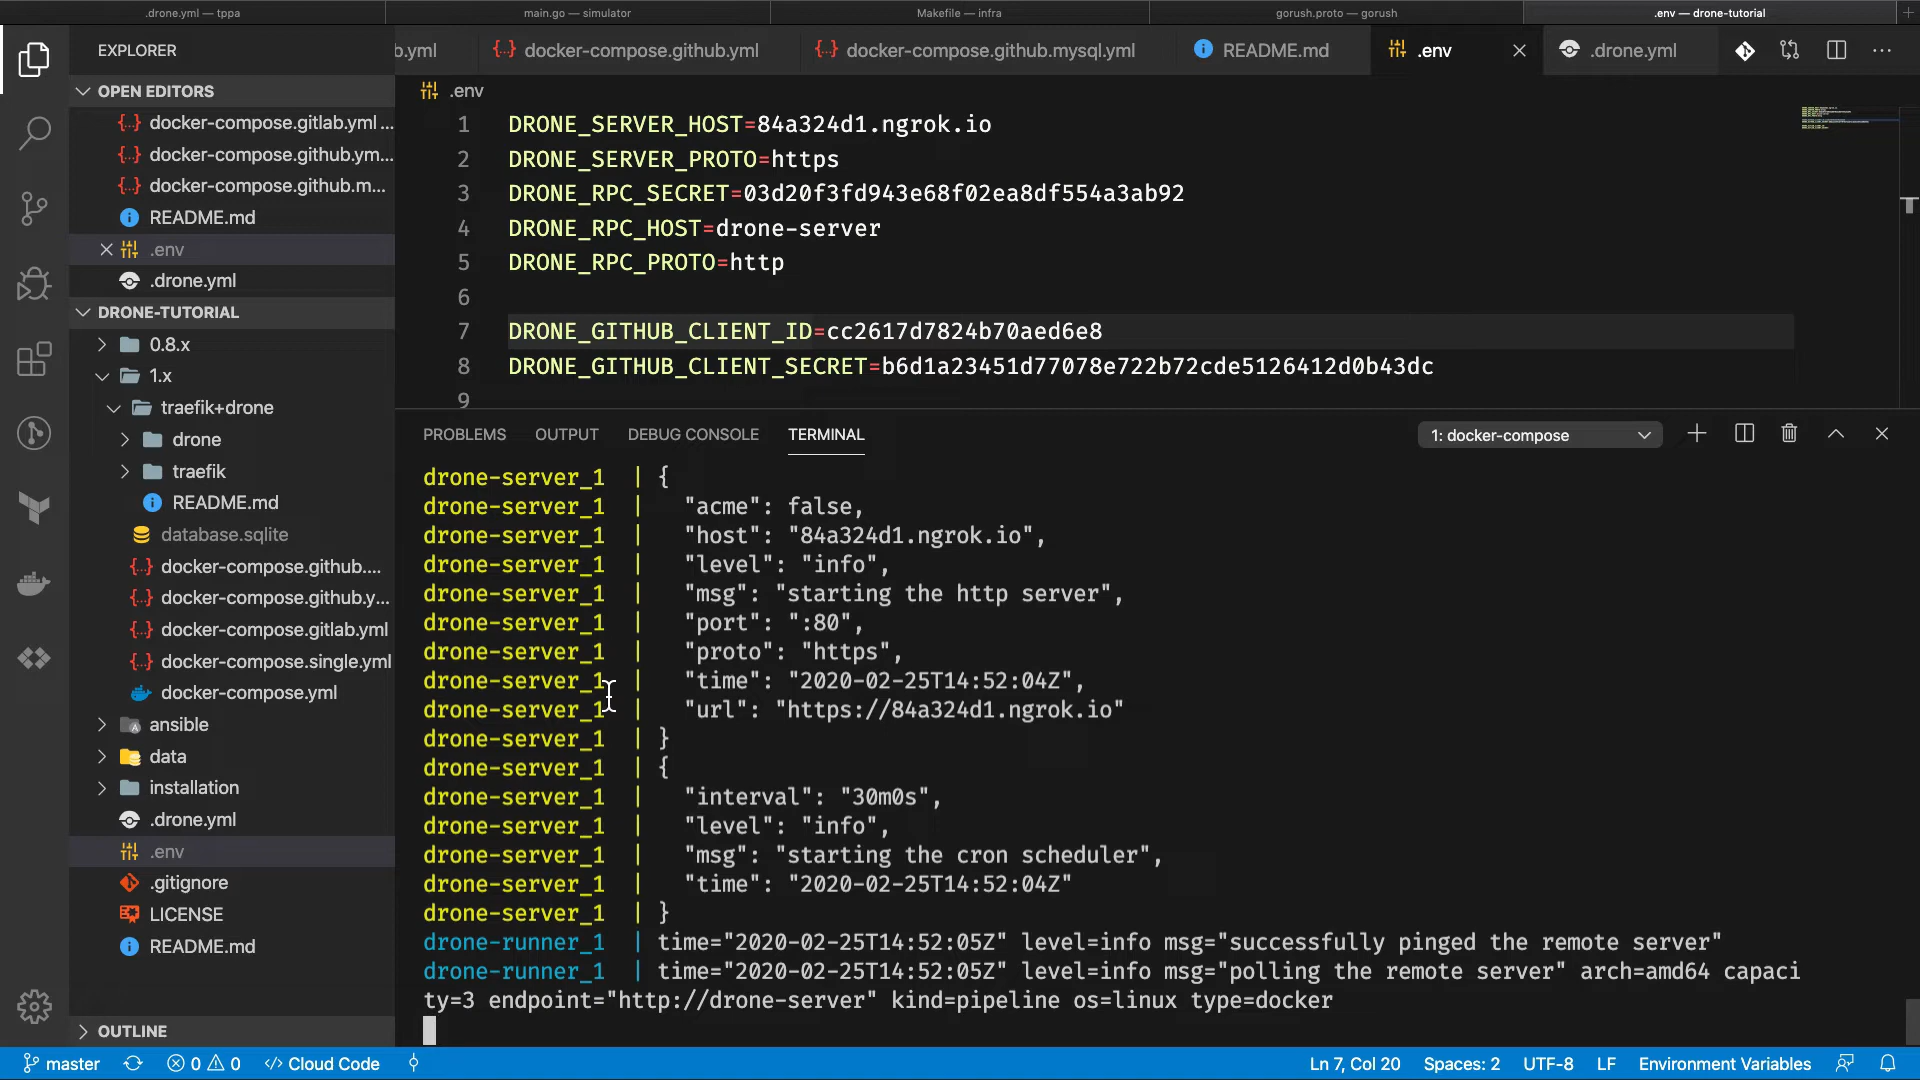 .drone.yml — tppa
main.go — simulator
Makefile — infra
gorush.proto — gorush
.env — drone-tutorial
EXPLORER
b.yml
docker-compose.github.yml
docker-compose.github.mysql.yml
README.md
.env
.drone.yml
OPEN EDITORS
docker-compose.gitlab.yml ...
docker-compose.github.ym...
docker-compose.github.m...
README.md
.env
.drone.yml
DRONE-TUTORIAL
0.8.x
1.x
traefik+drone
drone
traefik
README.md
database.sqlite
docker-compose.github....
docker-compose.github.y...
docker-compose.gitlab.yml
docker-compose.single.yml
docker-compose.yml
ansible
data
installation
.drone.yml
.env
.gitignore
LICENSE
README.md
OUTLINE
.env
1 DRONE_SERVER_HOST=84a324d1.ngrok.io
2 DRONE_SERVER_PROTO=https
3 DRONE_RPC_SECRET=03d20f3fd943e68f02ea8df554a3ab92
4 DRONE_RPC_HOST=drone-server
5 DRONE_RPC_PROTO=http
6
7 DRONE_GITHUB_CLIENT_ID=cc2617d7824b70aed6e8
8 DRONE_GITHUB_CLIENT_SECRET=b6d1a23451d77078e722b72cde5126412d0b43dc
9
PROBLEMS OUTPUT DEBUG CONSOLE TERMINAL
1: docker-compose
drone-server_1 | {
drone-server_1 | "acme": false,
drone-server_1 | "host": "84a324d1.ngrok.io",
drone-server_1 | "level": "info",
drone-server_1 | "msg": "starting the http server",
drone-server_1 | "port": ":80",
drone-server_1 | "proto": "https",
drone-server_1 | "time": "2020-02-25T14:52:04Z",
drone-server_1 | "url": "https://84a324d1.ngrok.io"
drone-server_1 | }
drone-server_1 | {
drone-server_1 | "interval": "30m0s",
drone-server_1 | "level": "info",
drone-server_1 | "msg": "starting the cron scheduler",
drone-server_1 | "time": "2020-02-25T14:52:04Z"
drone-server_1 | }
drone-runner_1 | time="2020-02-25T14:52:05Z" level=info msg="successfully pinged the remote server"
drone-runner_1 | time="2020-02-25T14:52:05Z" level=info msg="polling the remote server" arch=amd64 capaci
ty=3 endpoint="http://drone-server" kind=pipeline os=linux type=docker
master 0 0 Cloud Code
Ln 7, Col 20 Spaces: 2 UTF-8 LF Environment Variables